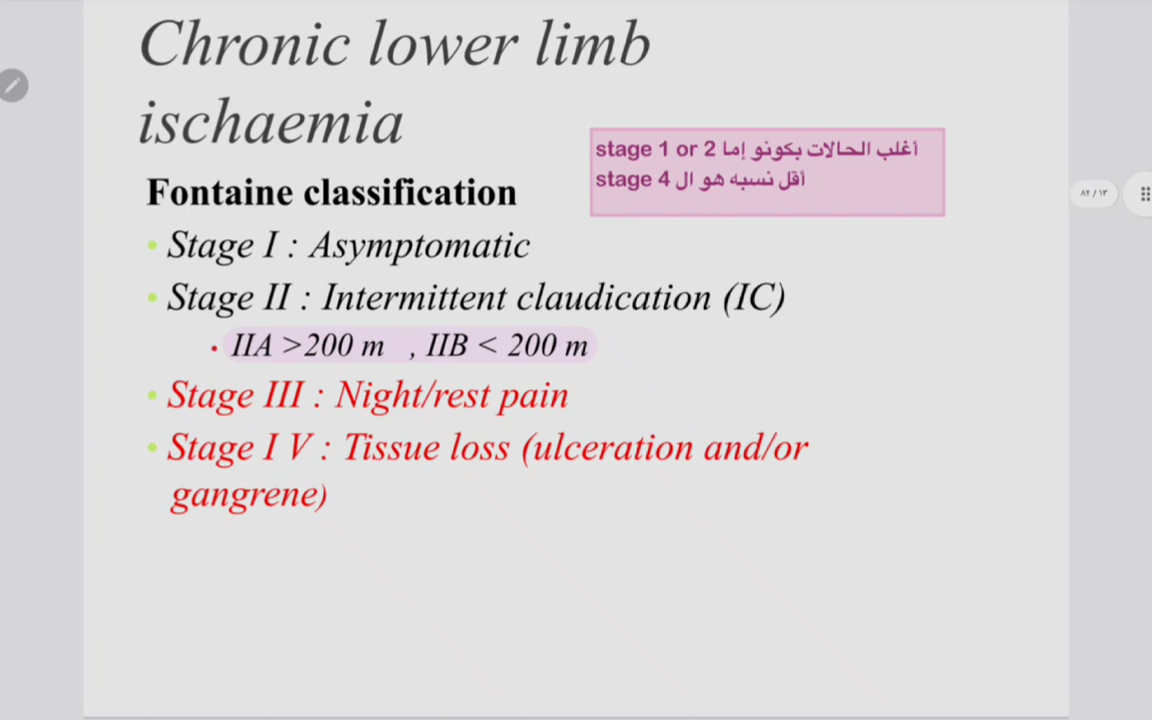 Chronic lower limb
ischaemia
أغلب الحالات بكونو إما stage 1 or 2
أقل نسبه هو ال stage 4
Fontaine classification
• Stage I : Asymptomatic
• Stage II : Intermittent claudication (IC)
• IIA >200 m , IIB < 200 m
• Stage III : Night/rest pain
• Stage I V : Tissue loss (ulceration and/or
gangrene)
٨٢ / ١٣